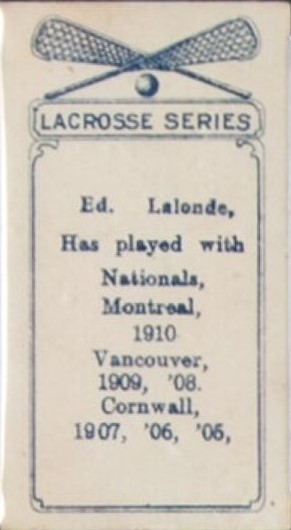 LACROSSE SERIES
Ed. Lalonde,
Has played with
Nationals,
Montreal,
1910
Vancouver,
1909, '08.
Cornwall,
1907, '06, '05,